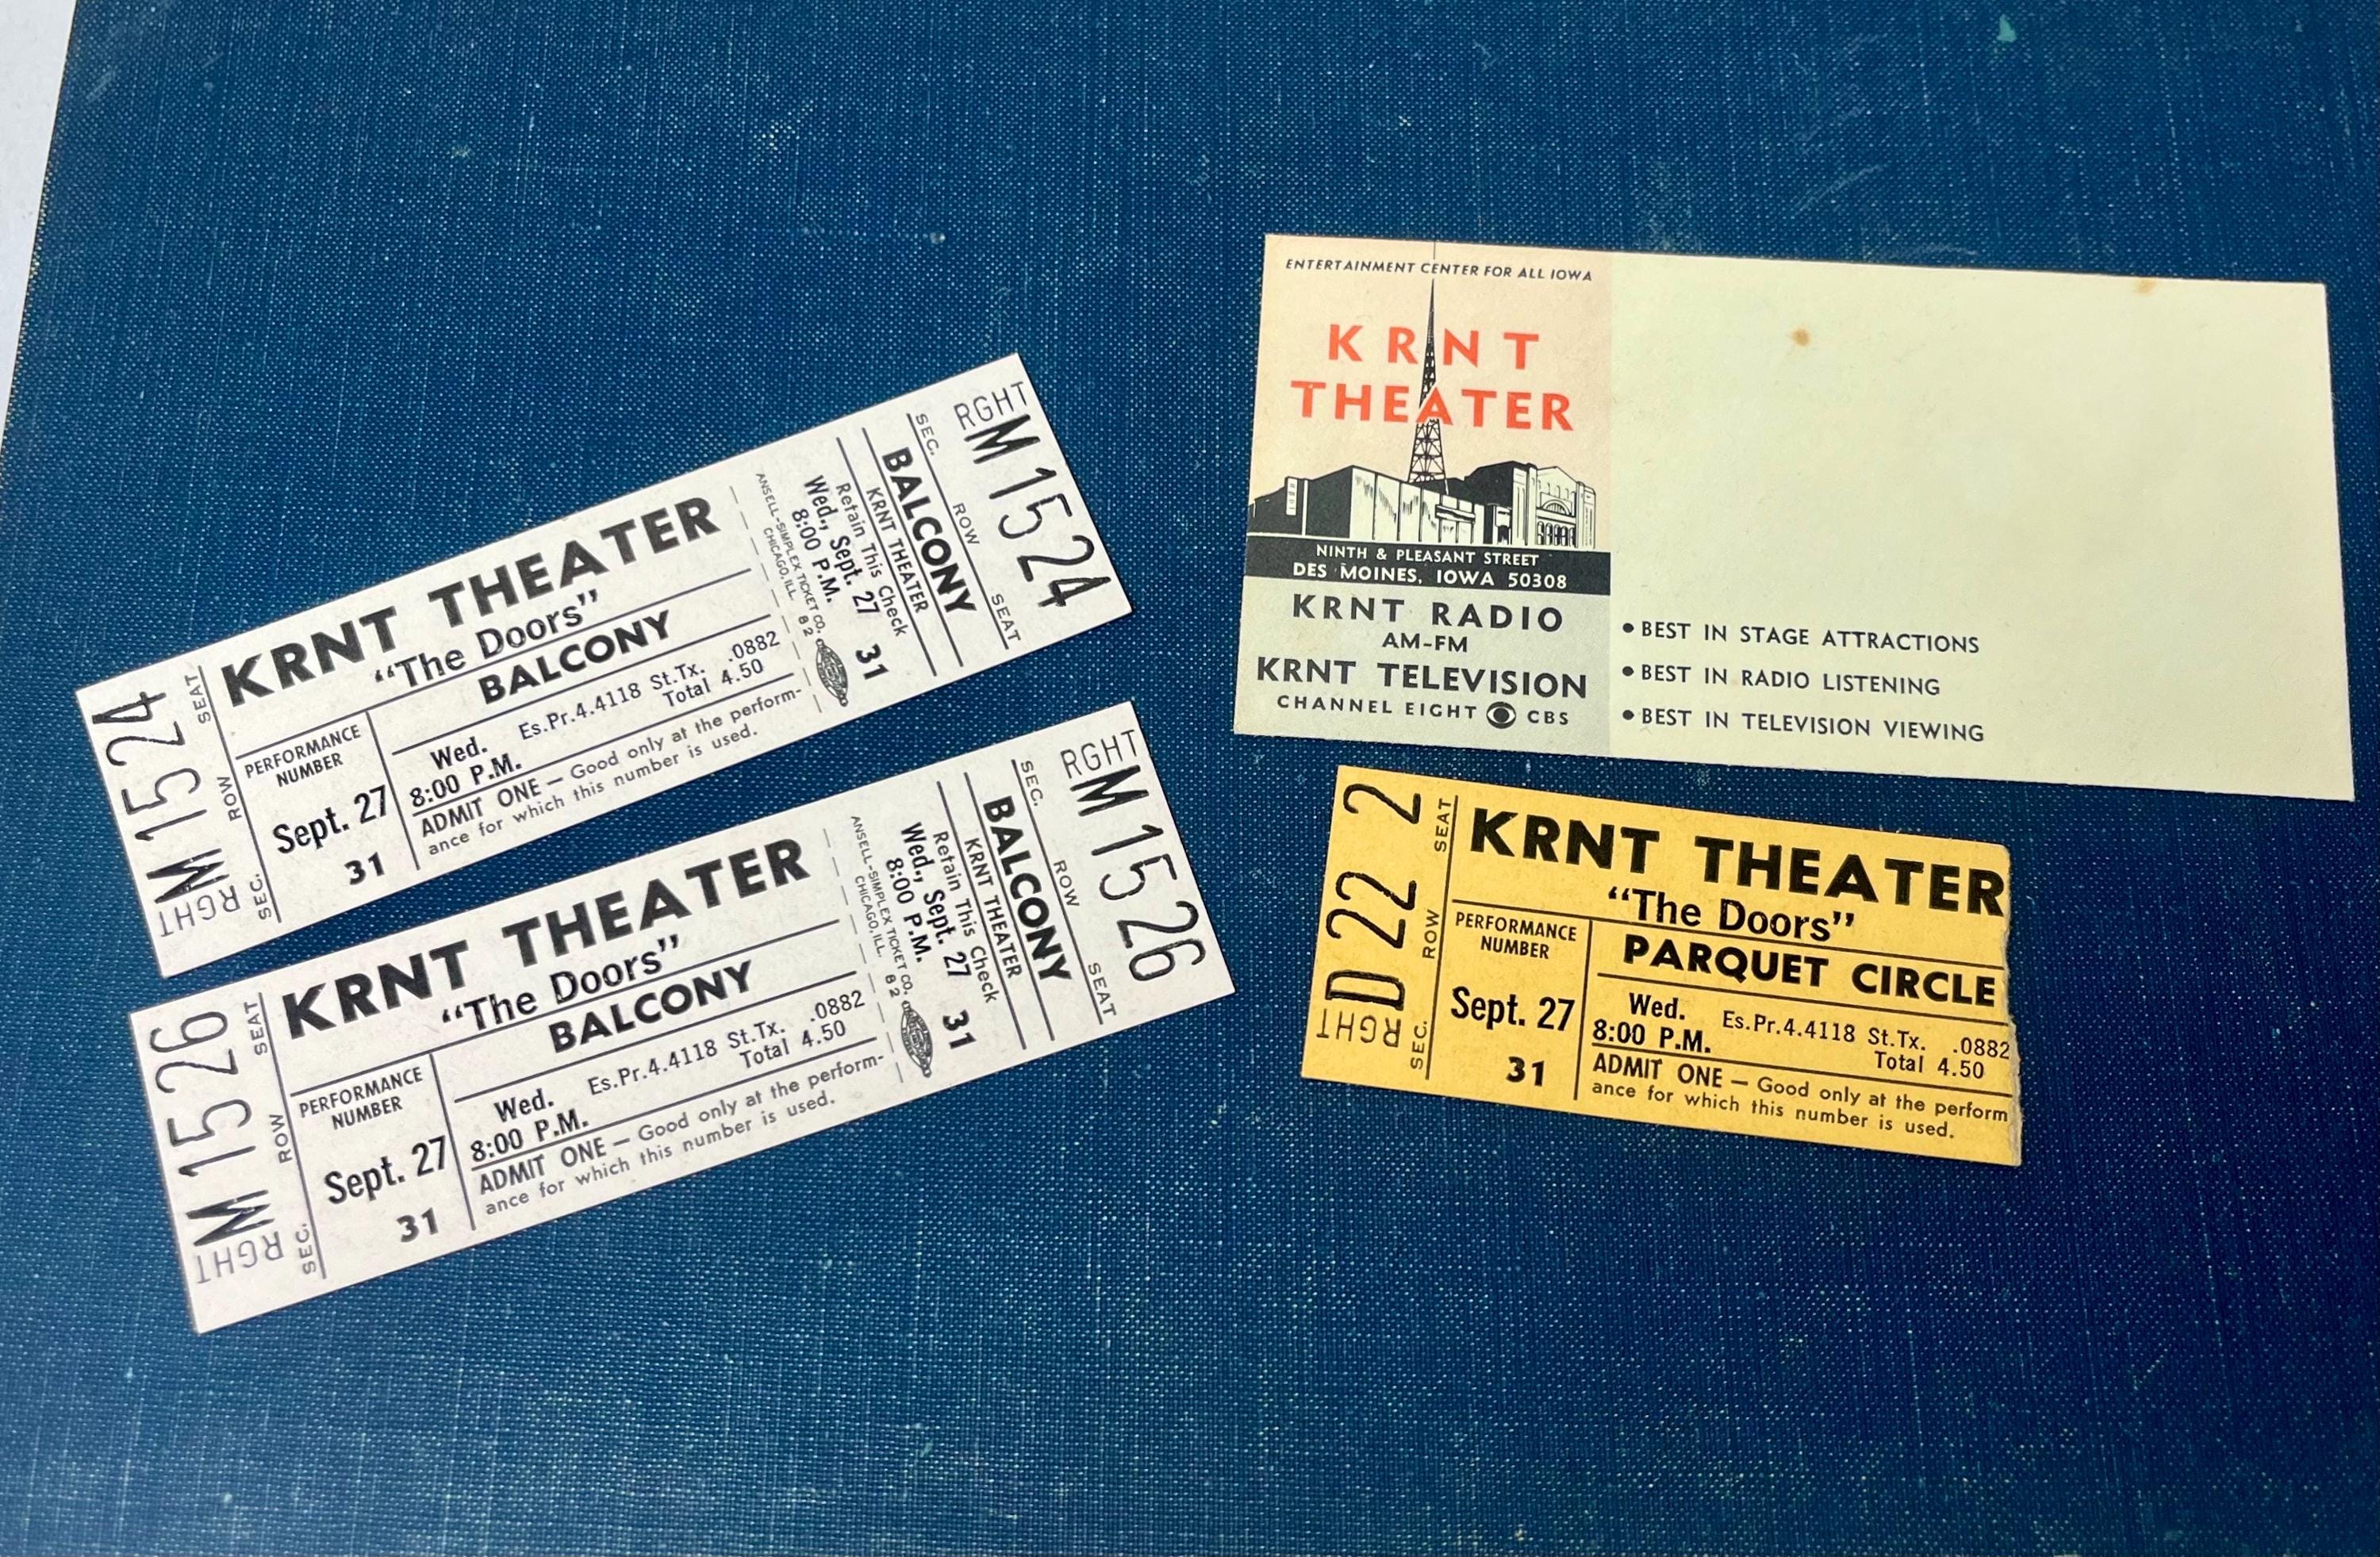 RGHT M 15 24
SEC. ROW SEAT
KRNT THEATER
“The Doors”
BALCONY
PERFORMANCE
NUMBER
Sept. 27
31
Wed.
8:00 P.M.
Es.Pr.4.4118 St.Tx. .0882
Total 4.50
ADMIT ONE — Good only at the perform-
ance for which this number is used.
ANSELL-SIMPLEX TICKET CO.
CHICAGO, ILL. 82
Wed., Sept. 27 31
8:00 P.M.
Retain This Check
KRNT THEATER
BALCONY
SEC. ROW SEAT
RGHT M 15 24
RGHT M 15 26
SEC. ROW SEAT
KRNT THEATER
“The Doors”
BALCONY
PERFORMANCE
NUMBER
Sept. 27
31
Wed.
8:00 P.M.
Es.Pr.4.4118 St.Tx. .0882
Total 4.50
ADMIT ONE — Good only at the perform-
ance for which this number is used.
ANSELL-SIMPLEX TICKET CO.
CHICAGO, ILL. 82
Wed., Sept. 27 31
8:00 P.M.
Retain This Check
KRNT THEATER
BALCONY
SEC. ROW SEAT
RGHT M 15 26
ENTERTAINMENT CENTER FOR ALL IOWA
KRNT
THEATER
NINTH & PLEASANT STREET
DES MOINES, IOWA 50308
KRNT RADIO
AM-FM
KRNT TELEVISION
CHANNEL EIGHT CBS
• BEST IN STAGE ATTRACTIONS
• BEST IN RADIO LISTENING
• BEST IN TELEVISION VIEWING
RGHT D 22 2
SEC. ROW SEAT
KRNT THEATER
“The Doors”
PARQUET CIRCLE
PERFORMANCE
NUMBER
Sept. 27
31
Wed.
8:00 P.M.
Es.Pr.4.4118 St.Tx. .0882
Total 4.50
ADMIT ONE — Good only at the perform
ance for which this number is used.